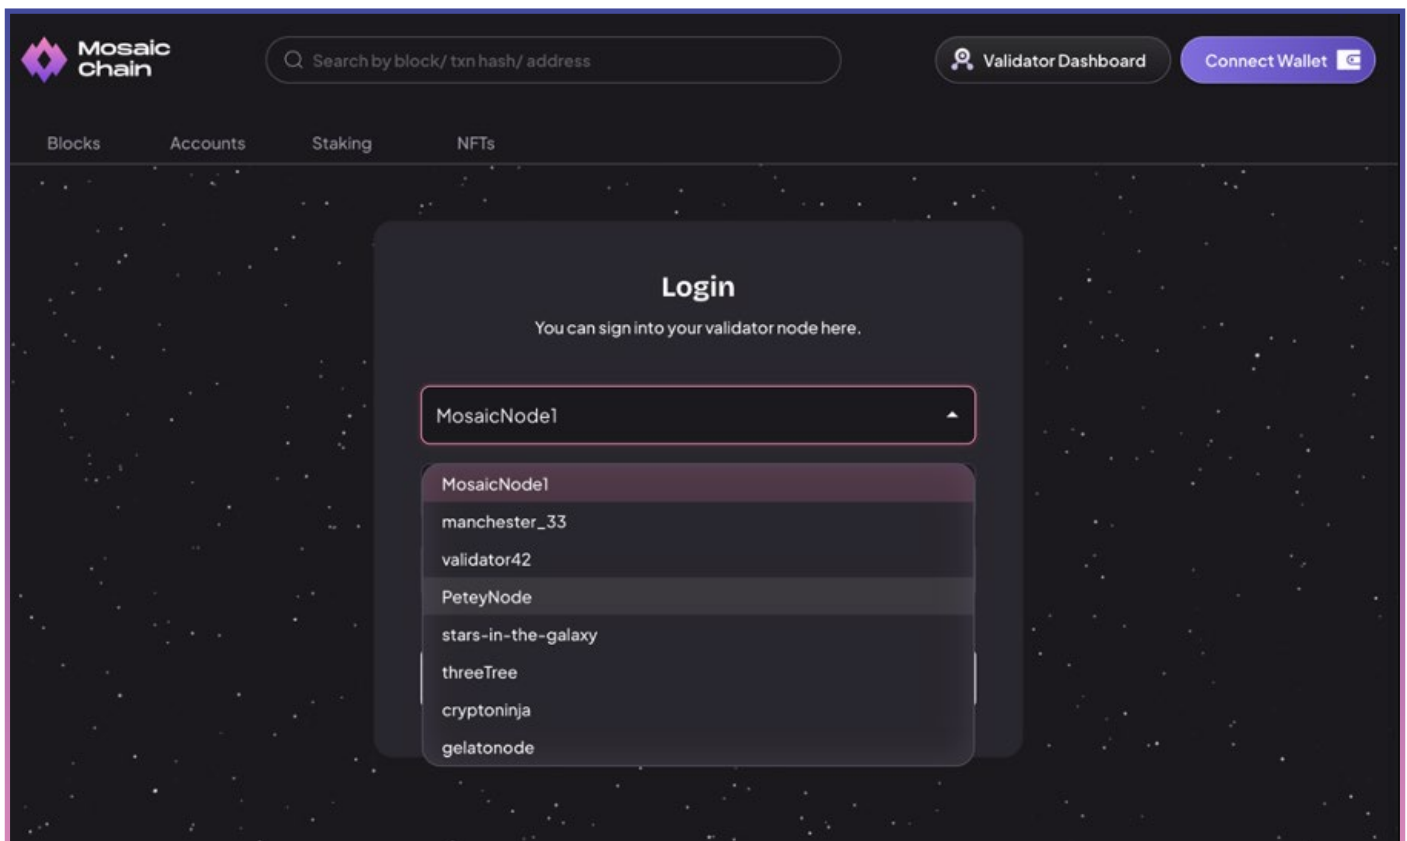 Mosaic
Chain
Search by block/ txn hash/ address
Validator Dashboard
Connect Wallet
Blocks
Accounts
Staking
NFTs
Login
You can sign into your validator node here.
MosaicNode1
MosaicNode1
manchester_33
validator42
PeteyNode
stars-in-the-galaxy
threeTree
cryptoninja
gelatonode